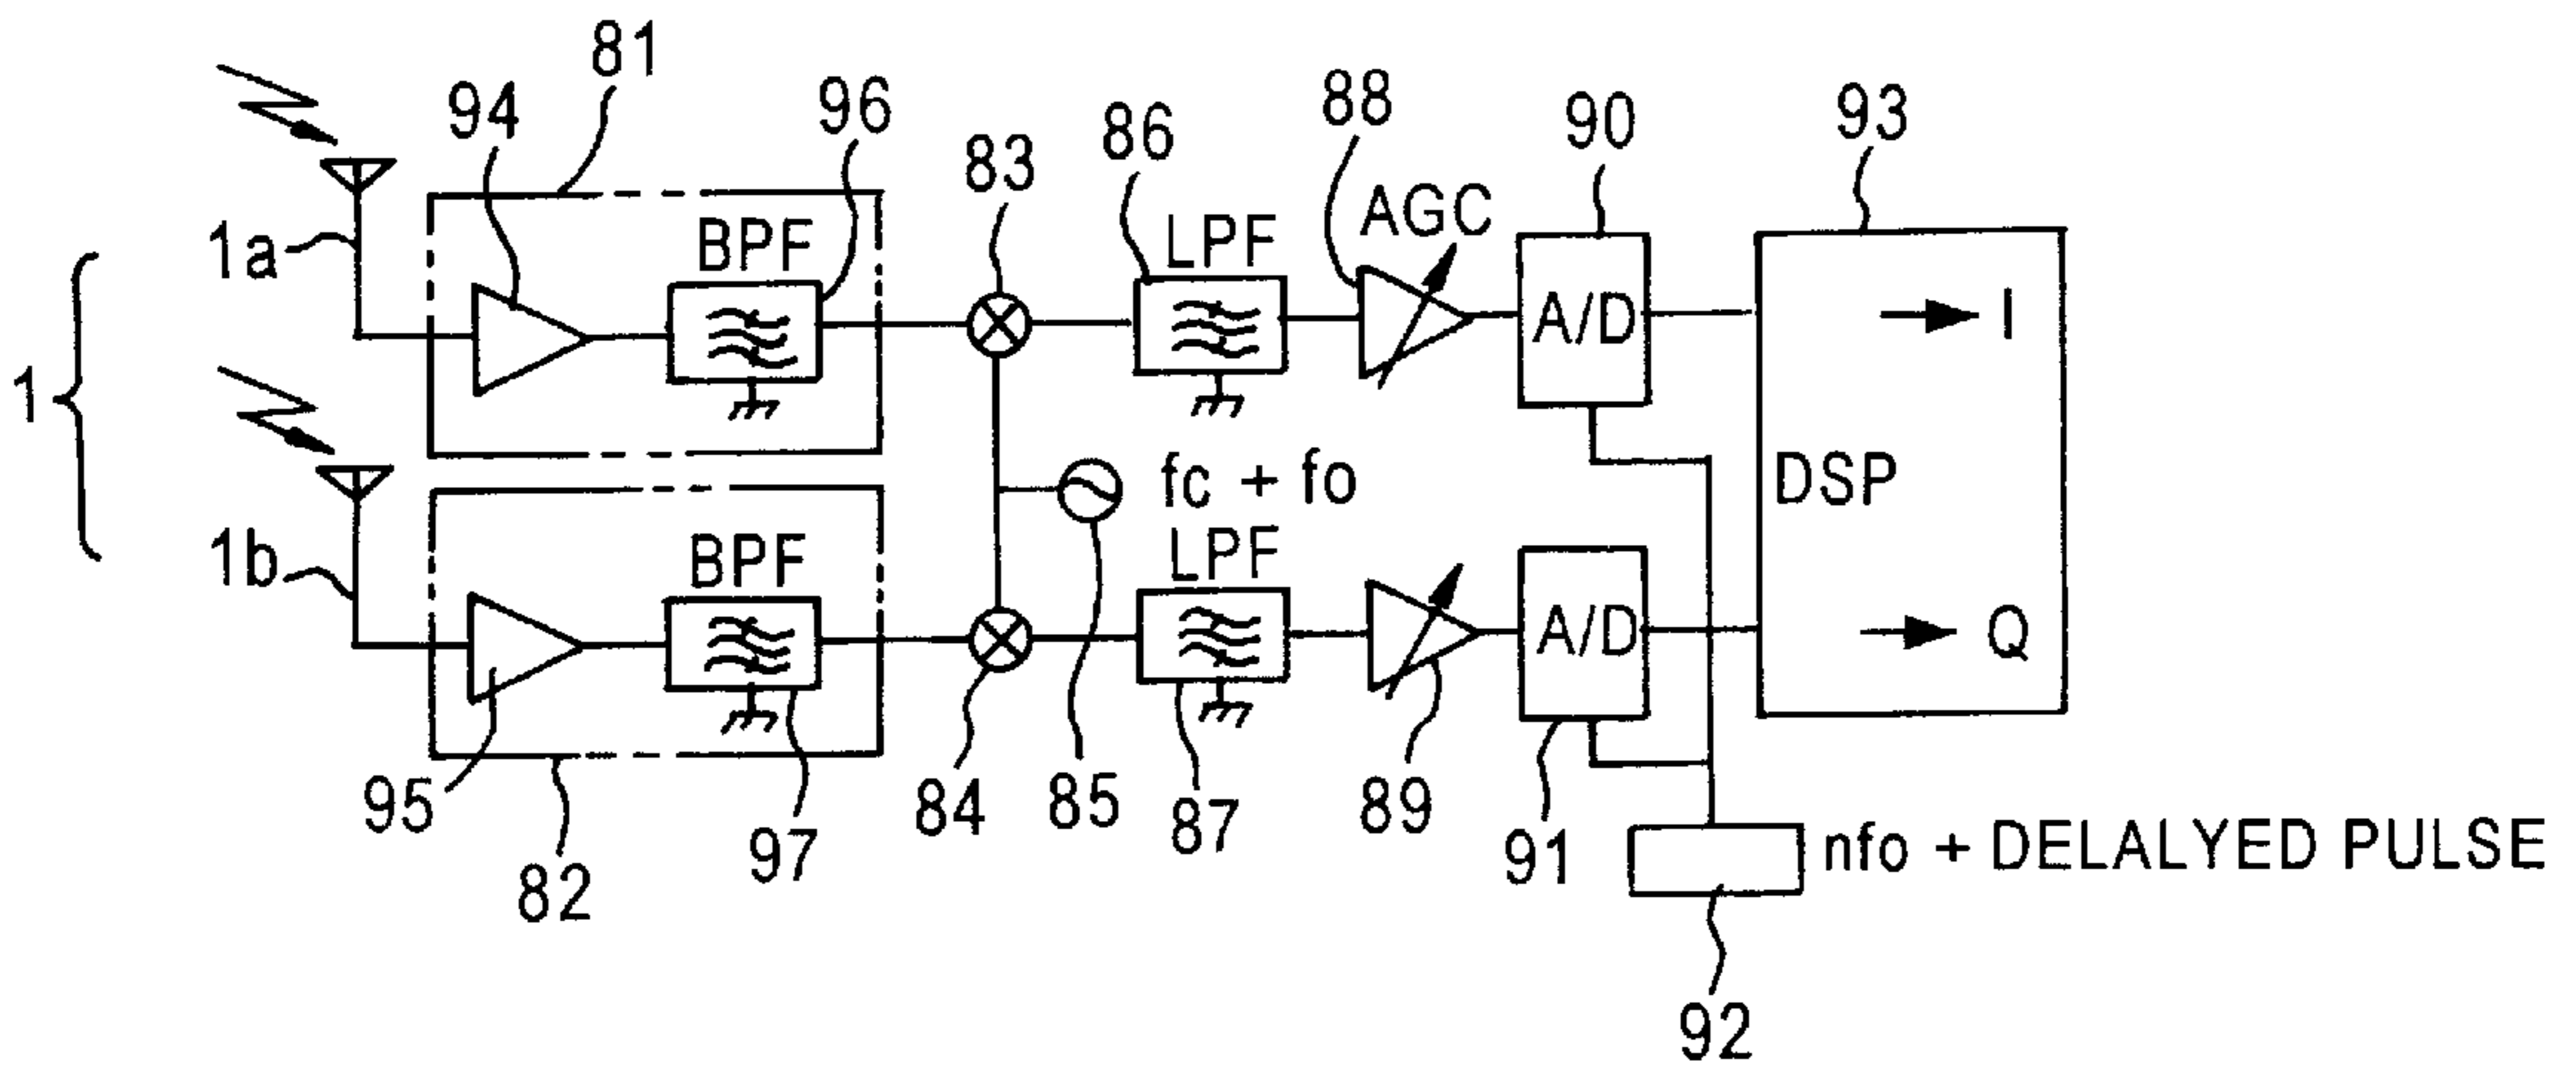 81
94
96
83
86
88
AGC
90
93
1a
BPF
LPF
A/D
I
1
fc + fo
DSP
1b
BPF
LPF
A/D
Q
95
82
97
84
85
87
89
91
nfo + DELALYED PULSE
92